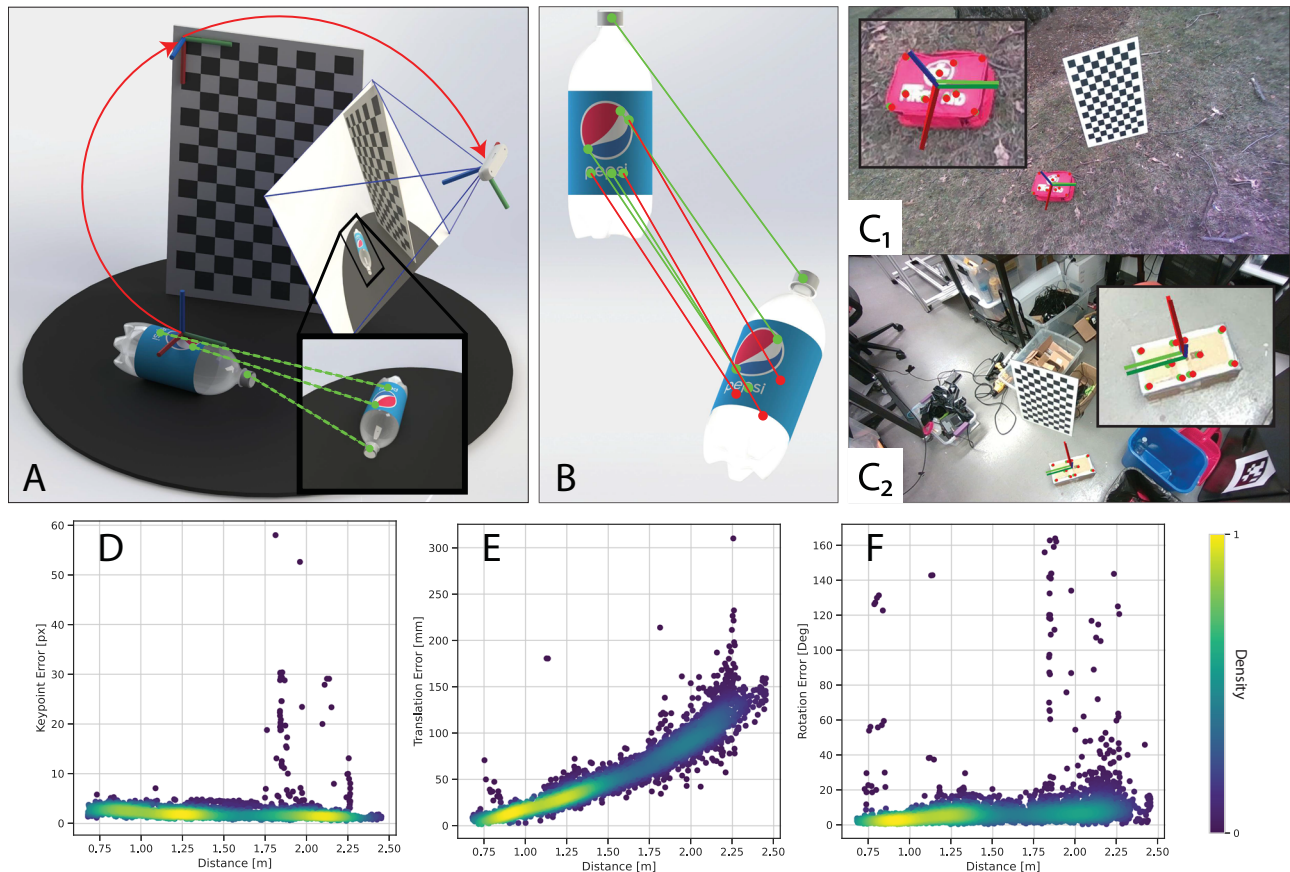 A
pepsi
pepsi
B
C1
C2
D
Keypoint Error [px]
60
50
40
30
20
10
0
0.75 1.00 1.25 1.50 1.75 2.00 2.25 2.50
Distance [m]
E
Translation Error [mm]
300
250
200
150
100
50
0
0.75 1.00 1.25 1.50 1.75 2.00 2.25 2.50
Distance [m]
F
Rotation Error [Deg]
160
140
120
100
80
60
40
20
0
0.75 1.00 1.25 1.50 1.75 2.00 2.25 2.50
Distance [m]
1
Density
0